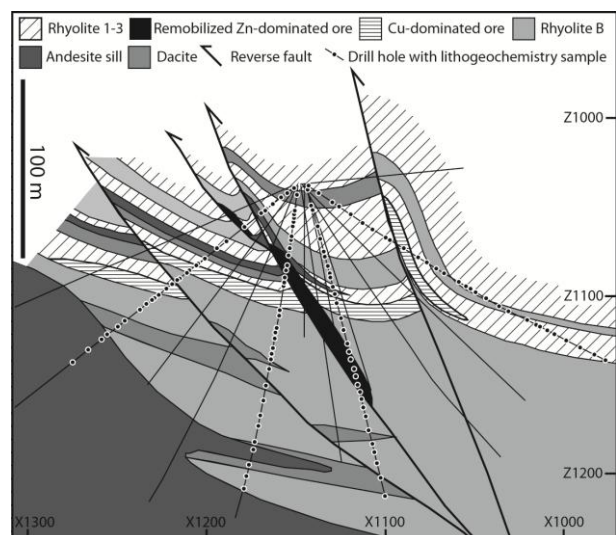 Rhyolite 1-3 Remobilized Zn-dominated ore Cu-dominated ore Rhyolite B
Andesite sill Dacite Reverse fault Drill hole with lithogeochemistry sample
100 m
Z1000
Z1100
Z1200
X1300 X1200 X1100 X1000